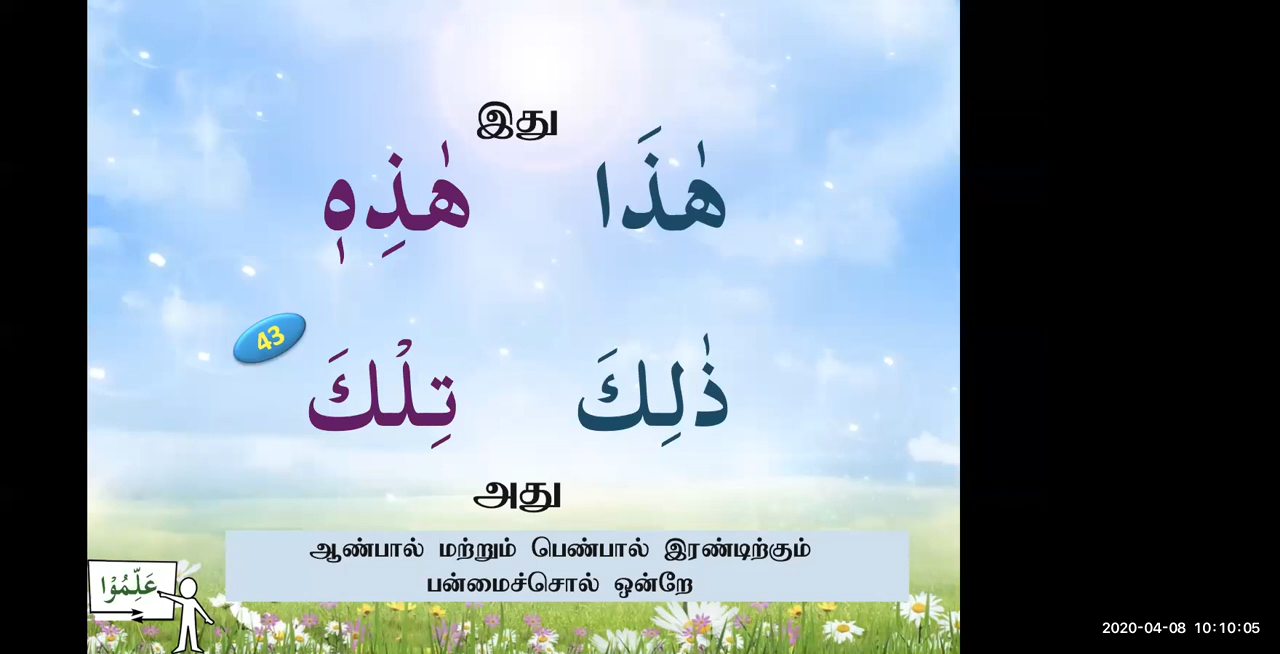 இது
هٰذَا هٰذِهٖ
43
ذٰلِكَ تِلْكَ
அது
ஆண்பால் மற்றும் பெண்பால் இரண்டிற்கும்
பன்மைச்சொல் ஒன்றே
عَلِّمُوْا
2020-04-08 10:10:05